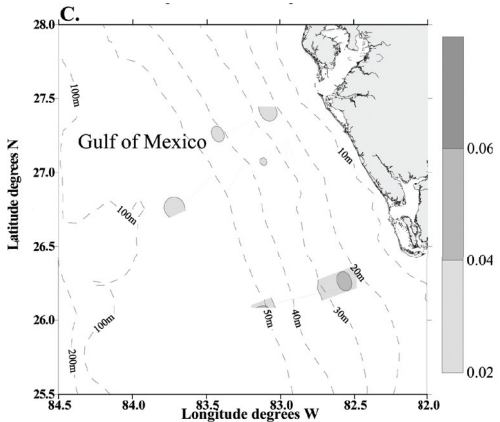 C.
28.0
27.5
27.0
26.5
26.0
25.5
84.5
84.0
83.5
83.0
82.5
82.0
Latitude degrees N
Longitude degrees W
Gulf of Mexico
100m
10m
100m
20m
100m
50m
40m
30m
200m
0.06
0.04
0.02